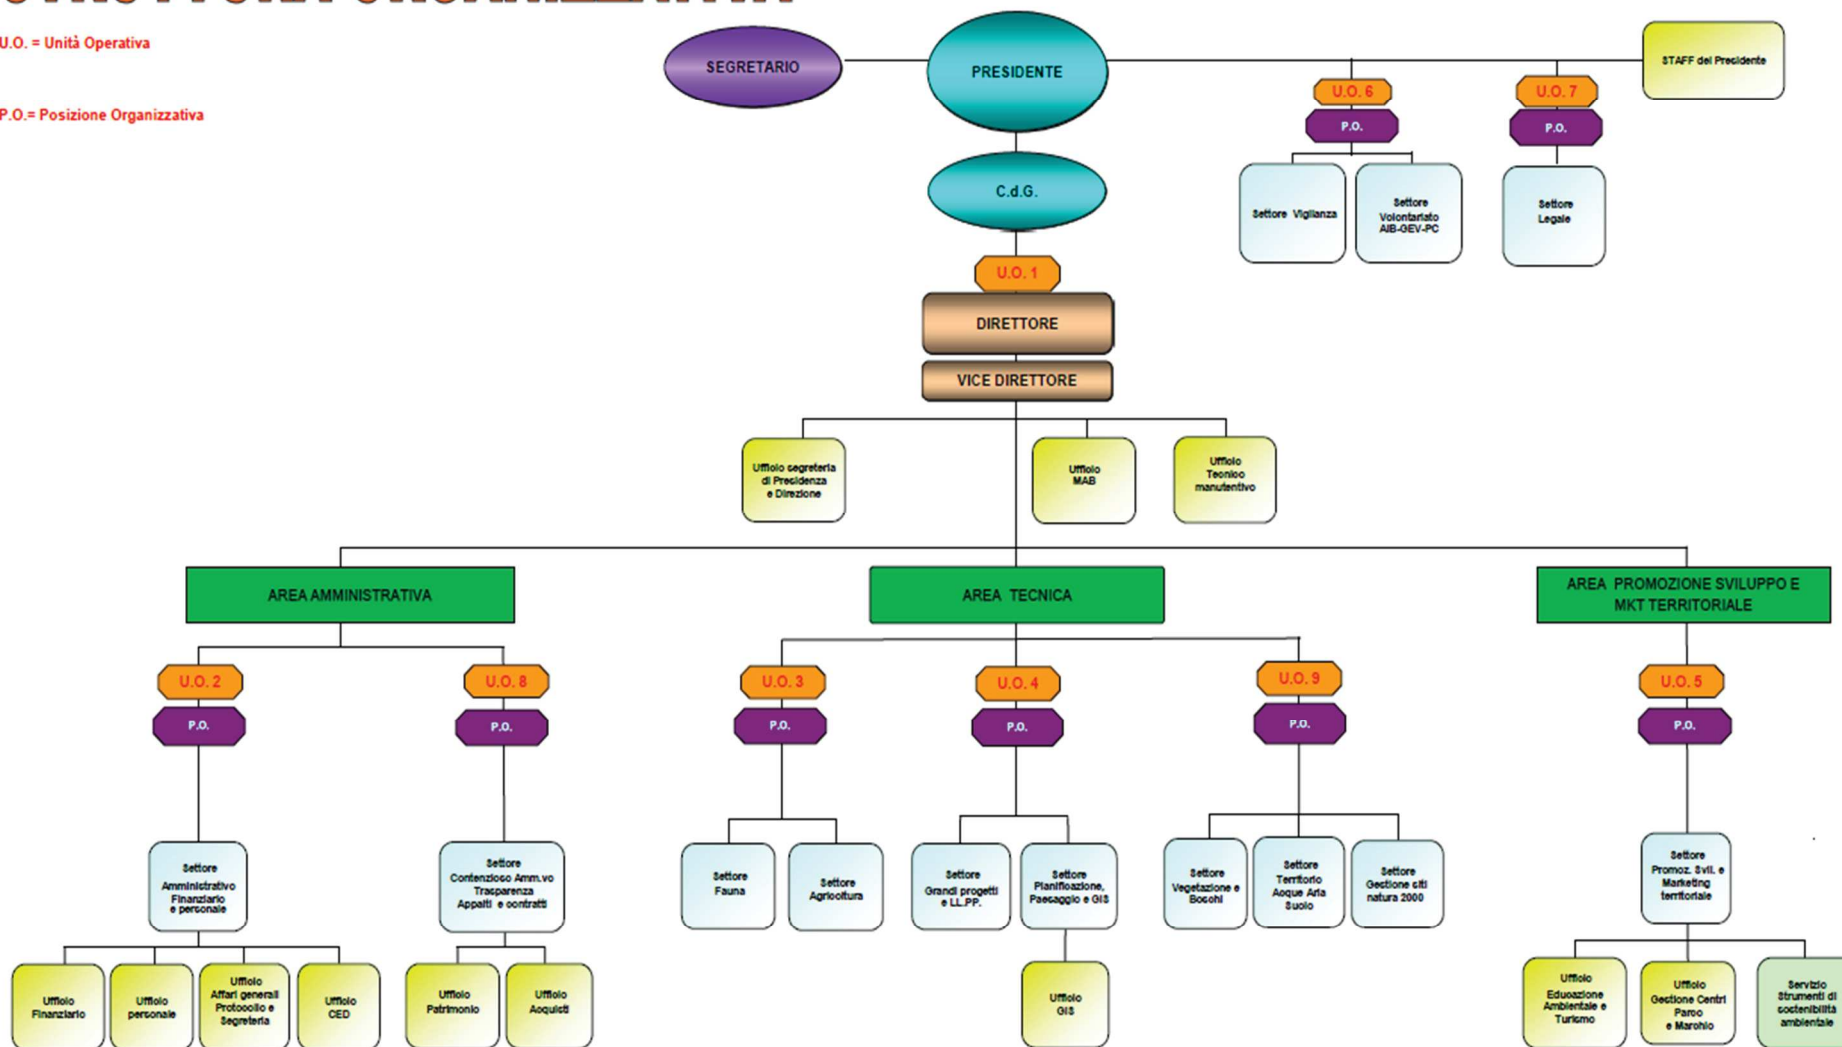 U.O. = Unità Operativa
P.O.= Posizione Organizzativa
SEGRETARIO
PRESIDENTE
STAFF del Presidente
U.O. 6
P.O.
U.O. 7
P.O.
Settore Vigilanza
Settore
Volontariato
AIB-GEV-PC
Settore
Legale
C.d.G.
U.O. 1
DIRETTORE
VICE DIRETTORE
Ufficio segreteria
di Presidenza
e Direzione
Ufficio
MAB
Ufficio
Tecnico
manutentivo
AREA AMMINISTRATIVA
AREA TECNICA
AREA PROMOZIONE SVILUPPO E
MKT TERRITORIALE
U.O. 2
P.O.
U.O. 8
P.O.
U.O. 3
P.O.
U.O. 4
P.O.
U.O. 9
P.O.
U.O. 5
P.O.
Settore
Amministrativo
Finanziario
e personale
Settore
Contenzioso Amm.vo
Trasparenza
Appalti e contratti
Settore
Fauna
Settore
Agricoltura
Settore
Grandi progetti
e LL.PP.
Settore
Pianificazione,
Paesaggio e GIS
Settore
Vegetazione e
Boschi
Settore
Territorio
Acque Aria
Suolo
Settore
Gestione siti
natura 2000
Settore
Promoz. Svil. e
Marketing
territoriale
Ufficio
Finanziario
Ufficio
personale
Ufficio
Affari generali
Protocollo e
Segreteria
Ufficio
CED
Ufficio
Patrimonio
Ufficio
Acquisti
Ufficio
GIS
Ufficio
Educazione
Ambientale e
Turismo
Ufficio
Gestione Centri
Parco
e Marchio
Servizio
Strumenti di
sostenibilità
ambientale